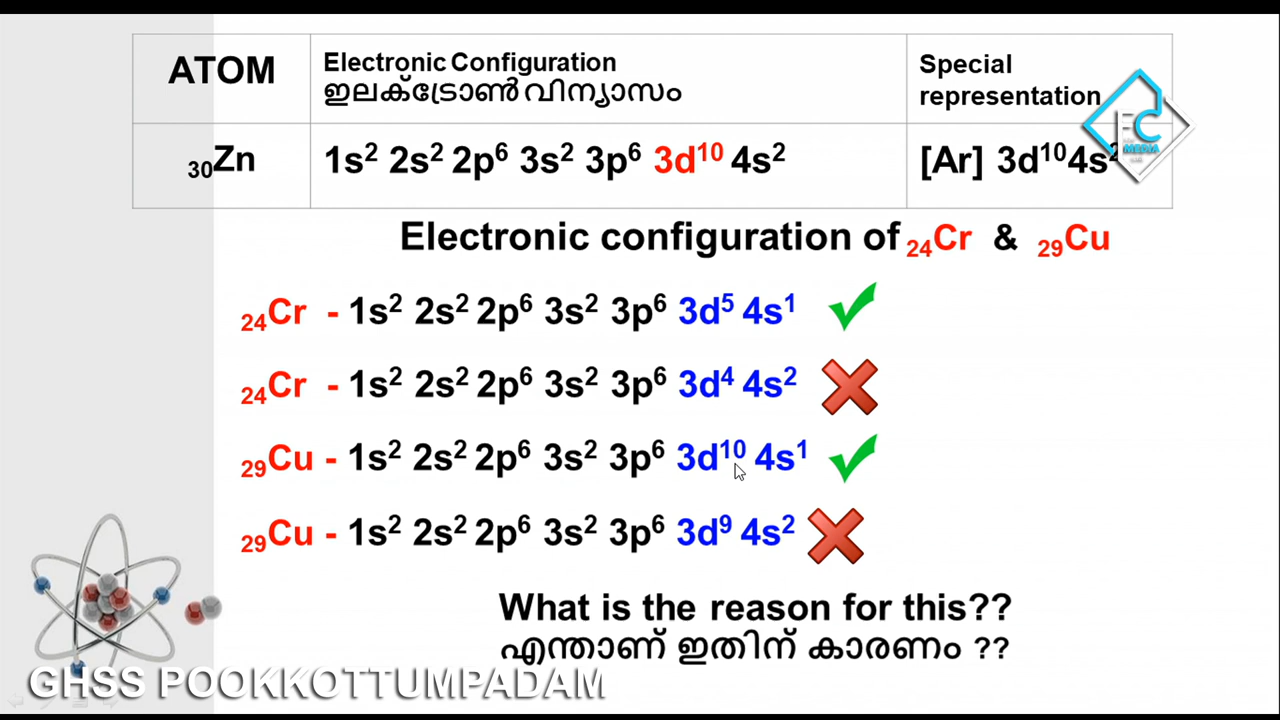 ATOM
Electronic Configuration
ഇലക്ട്രോൺ വിന്യാസം
Special
representation
₃₀Zn
1s² 2s² 2p⁶ 3s² 3p⁶ 3d¹⁰ 4s²
[Ar] 3d¹⁰4s²
FC
MEDIA
Electronic configuration of ₂₄Cr & ₂₉Cu
₂₄Cr - 1s² 2s² 2p⁶ 3s² 3p⁶ 3d⁵ 4s¹
₂₄Cr - 1s² 2s² 2p⁶ 3s² 3p⁶ 3d⁴ 4s²
₂₉Cu - 1s² 2s² 2p⁶ 3s² 3p⁶ 3d¹⁰ 4s¹
₂₉Cu - 1s² 2s² 2p⁶ 3s² 3p⁶ 3d⁹ 4s²
What is the reason for this??
എന്താണ് ഇതിന് കാരണം ??
GHSS POOKKOTTUMPADAM